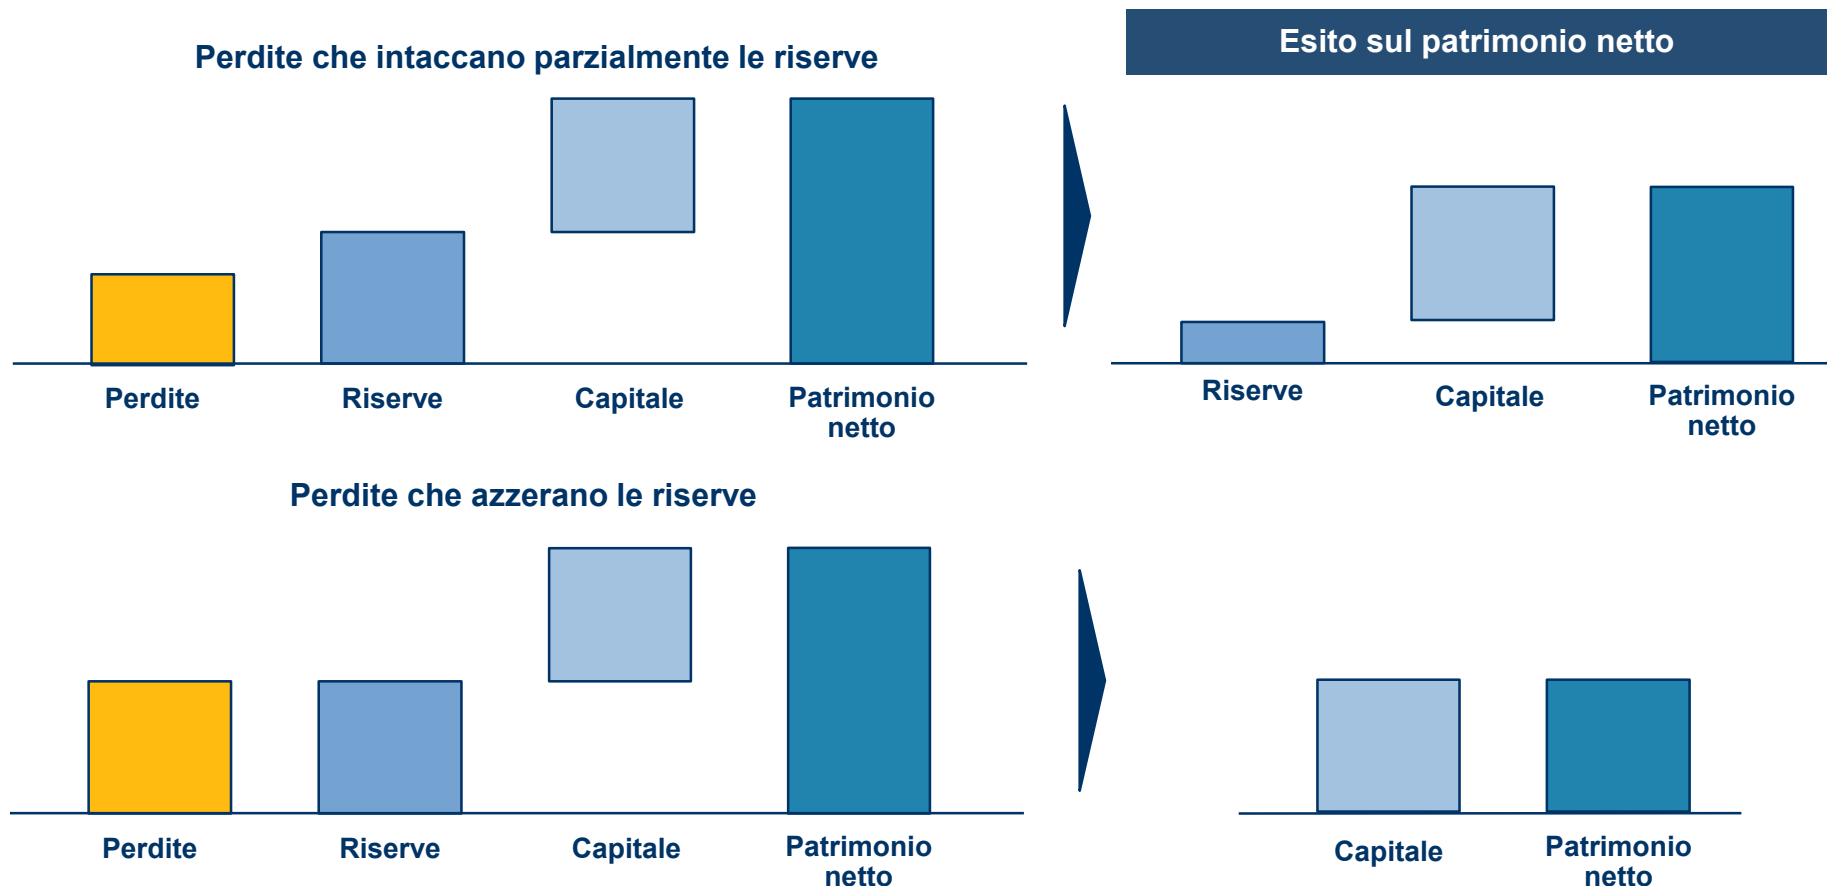 Perdite che intaccano parzialmente le riserve
Esito sul patrimonio netto
Perdite
Riserve
Capitale
Patrimonio
netto
Riserve
Capitale
Patrimonio
netto
Perdite che azzerano le riserve
Perdite
Riserve
Capitale
Patrimonio
netto
Capitale
Patrimonio
netto